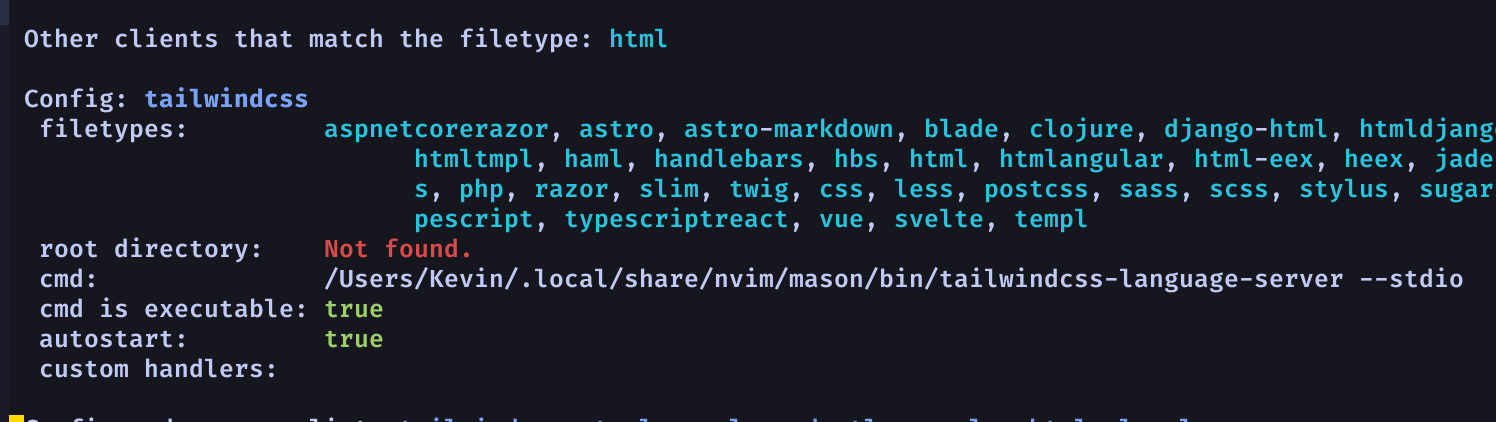 Other clients that match the filetype: html
Config: tailwindcss
filetypes: aspnetcorerazor, astro, astro-markdown, blade, clojure, django-html, htmldjang
htmltmpl, haml, handlebars, hbs, html, htmlangular, html-eex, heex, jade
s, php, razor, slim, twig, css, less, postcss, sass, scss, stylus, sugar
pescript, typescriptreact, vue, svelte, templ
root directory: Not found.
cmd: /Users/Kevin/.local/share/nvim/mason/bin/tailwindcss-language-server --stdio
cmd is executable: true
autostart: true
custom handlers: